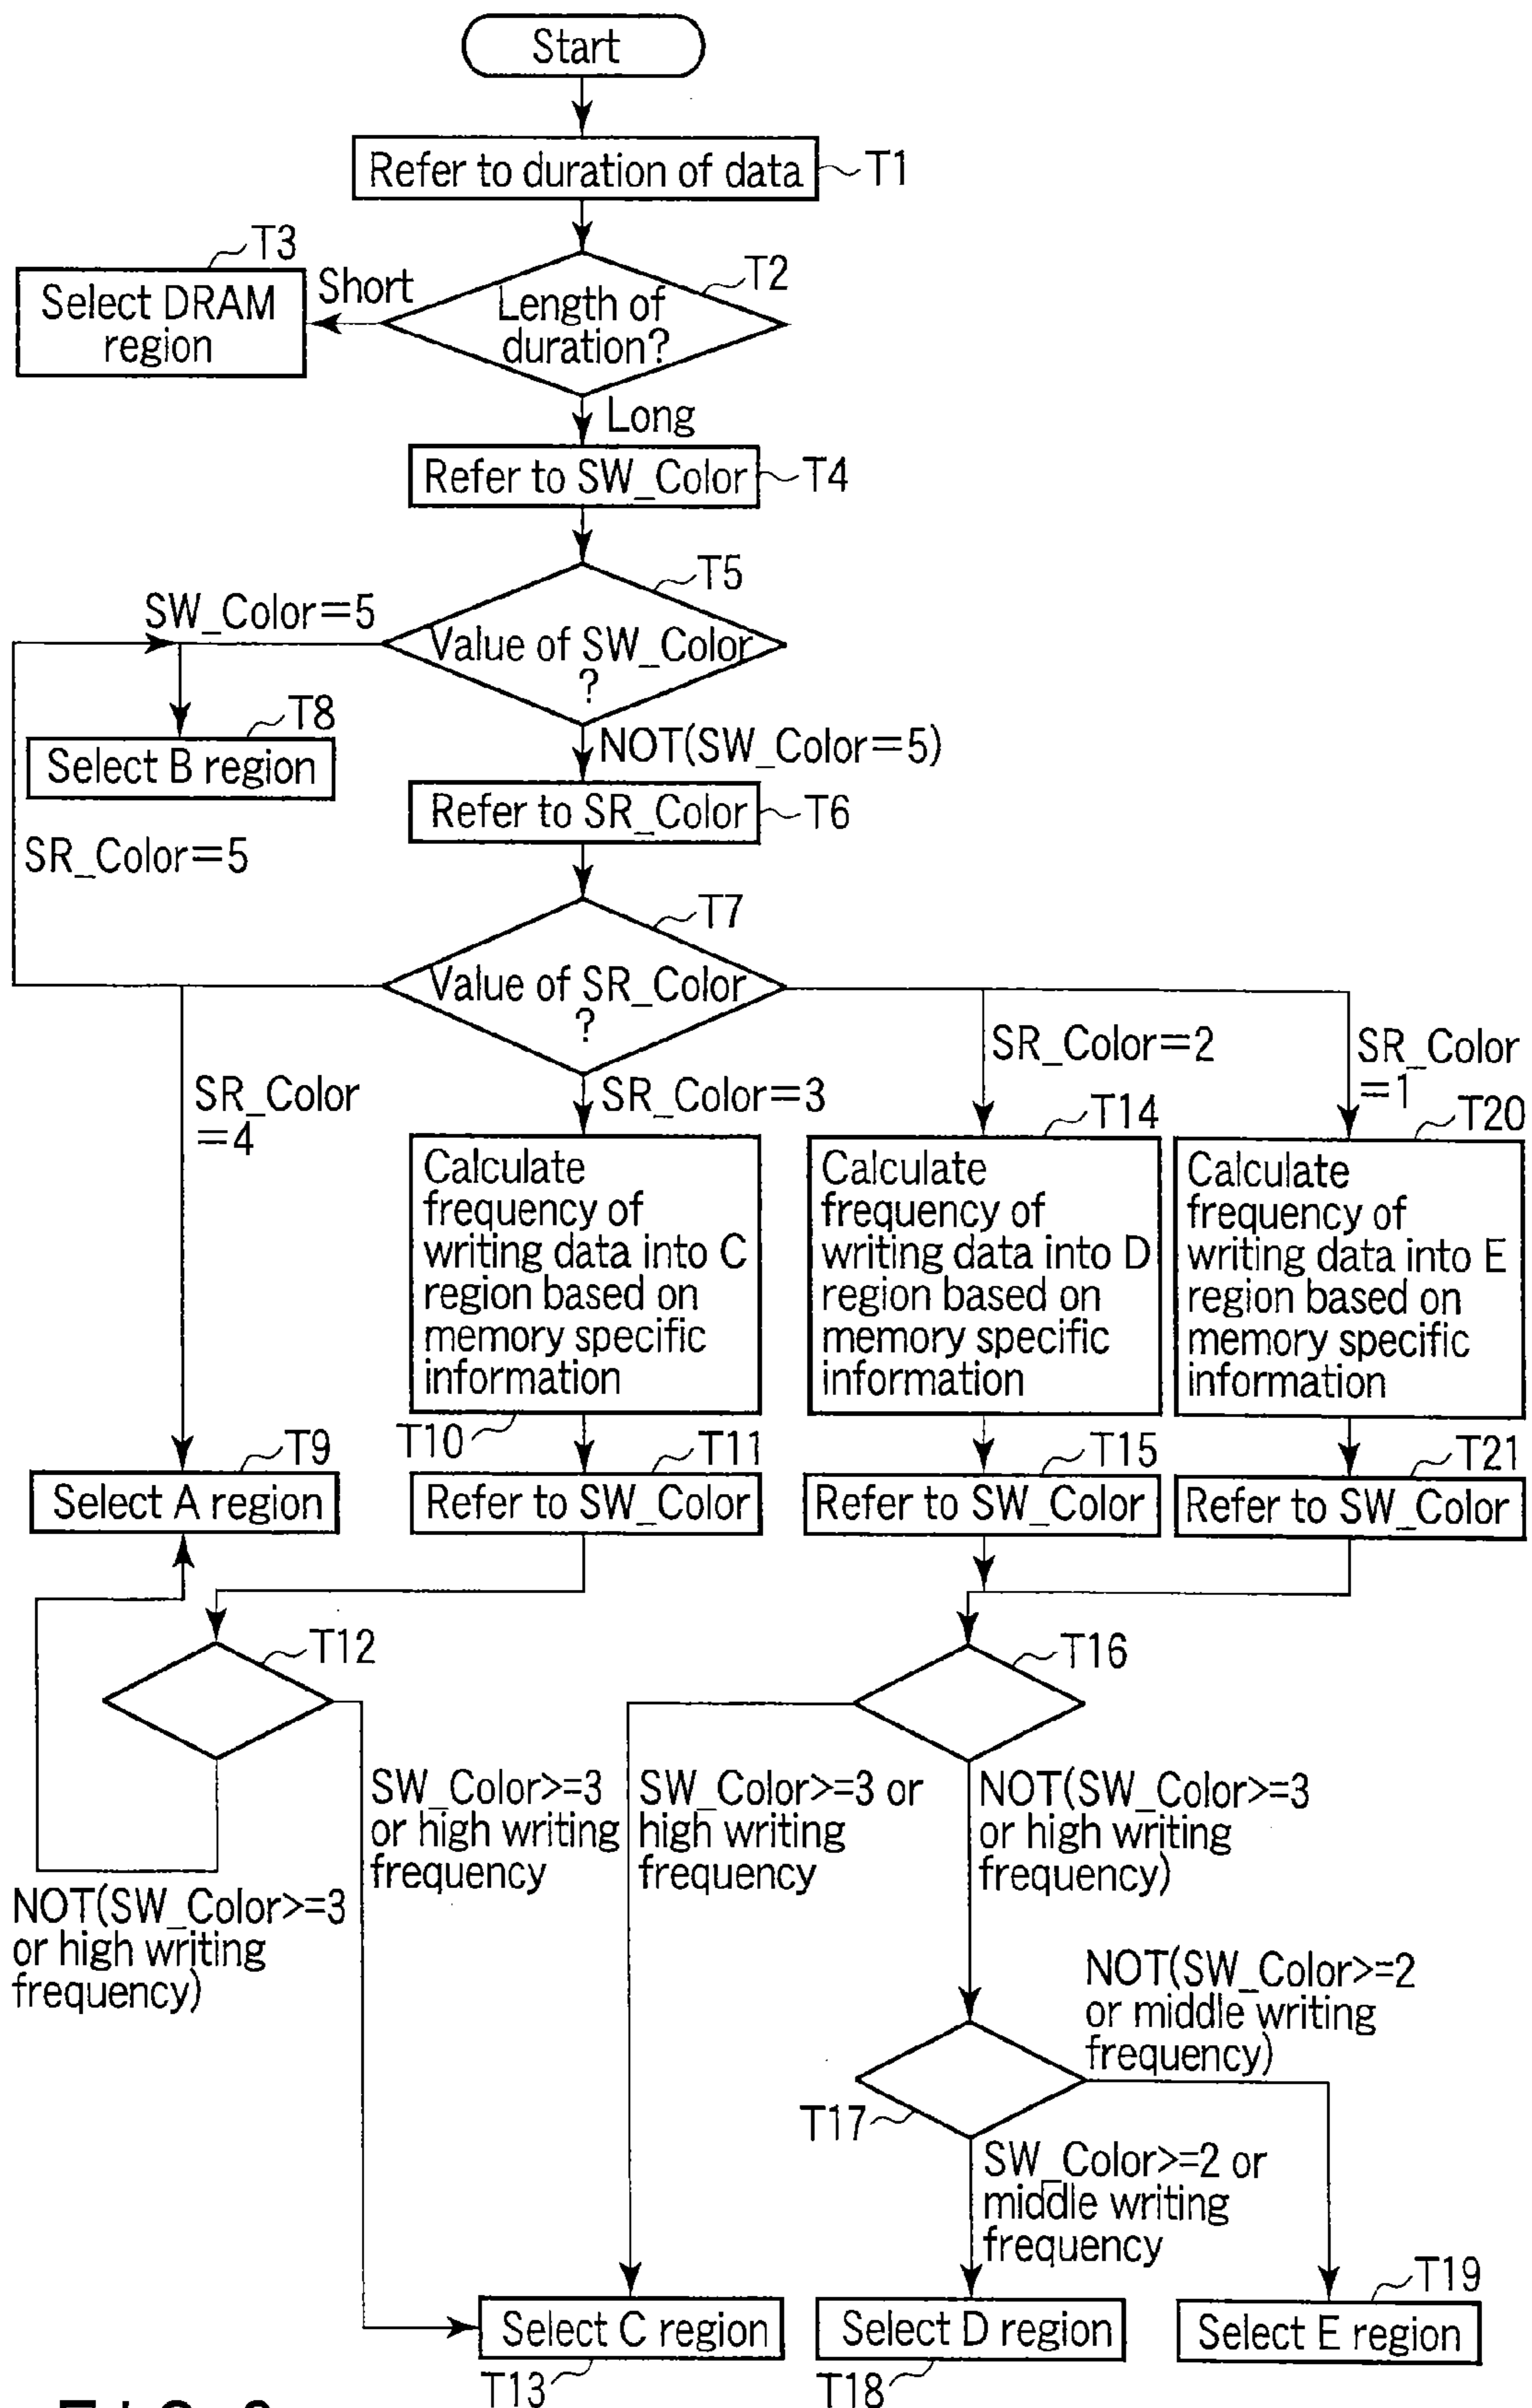 Start
Refer to duration of data
T1
T3
Select DRAM
region
Short
T2
Length of
duration?
Long
Refer to SW_Color
T4
T5
SW_Color=5
Value of SW_Color
?
T8
Select B region
NOT(SW_Color=5)
Refer to SR_Color
T6
SR_Color=5
T7
Value of SR_Color
?
SR_Color=2
SR_Color
=1
SR_Color
=4
SR_Color=3
T14
T20
Calculate
frequency of
writing data into C
region based on
memory specific
information
Calculate
frequency of
writing data into D
region based on
memory specific
information
Calculate
frequency of
writing data into E
region based on
memory specific
information
T10
T9
T11
T15
T21
Select A region
Refer to SW_Color
Refer to SW_Color
Refer to SW_Color
T12
T16
SW_Color>=3
or high writing
frequency
SW_Color>=3 or
high writing
frequency
NOT(SW_Color>=3
or high writing
frequency)
NOT(SW_Color>=3
or high writing
frequency)
NOT(SW_Color>=2
or middle writing
frequency)
T17
SW_Color>=2 or
middle writing
frequency
T19
Select C region
Select D region
Select E region
T13
T18